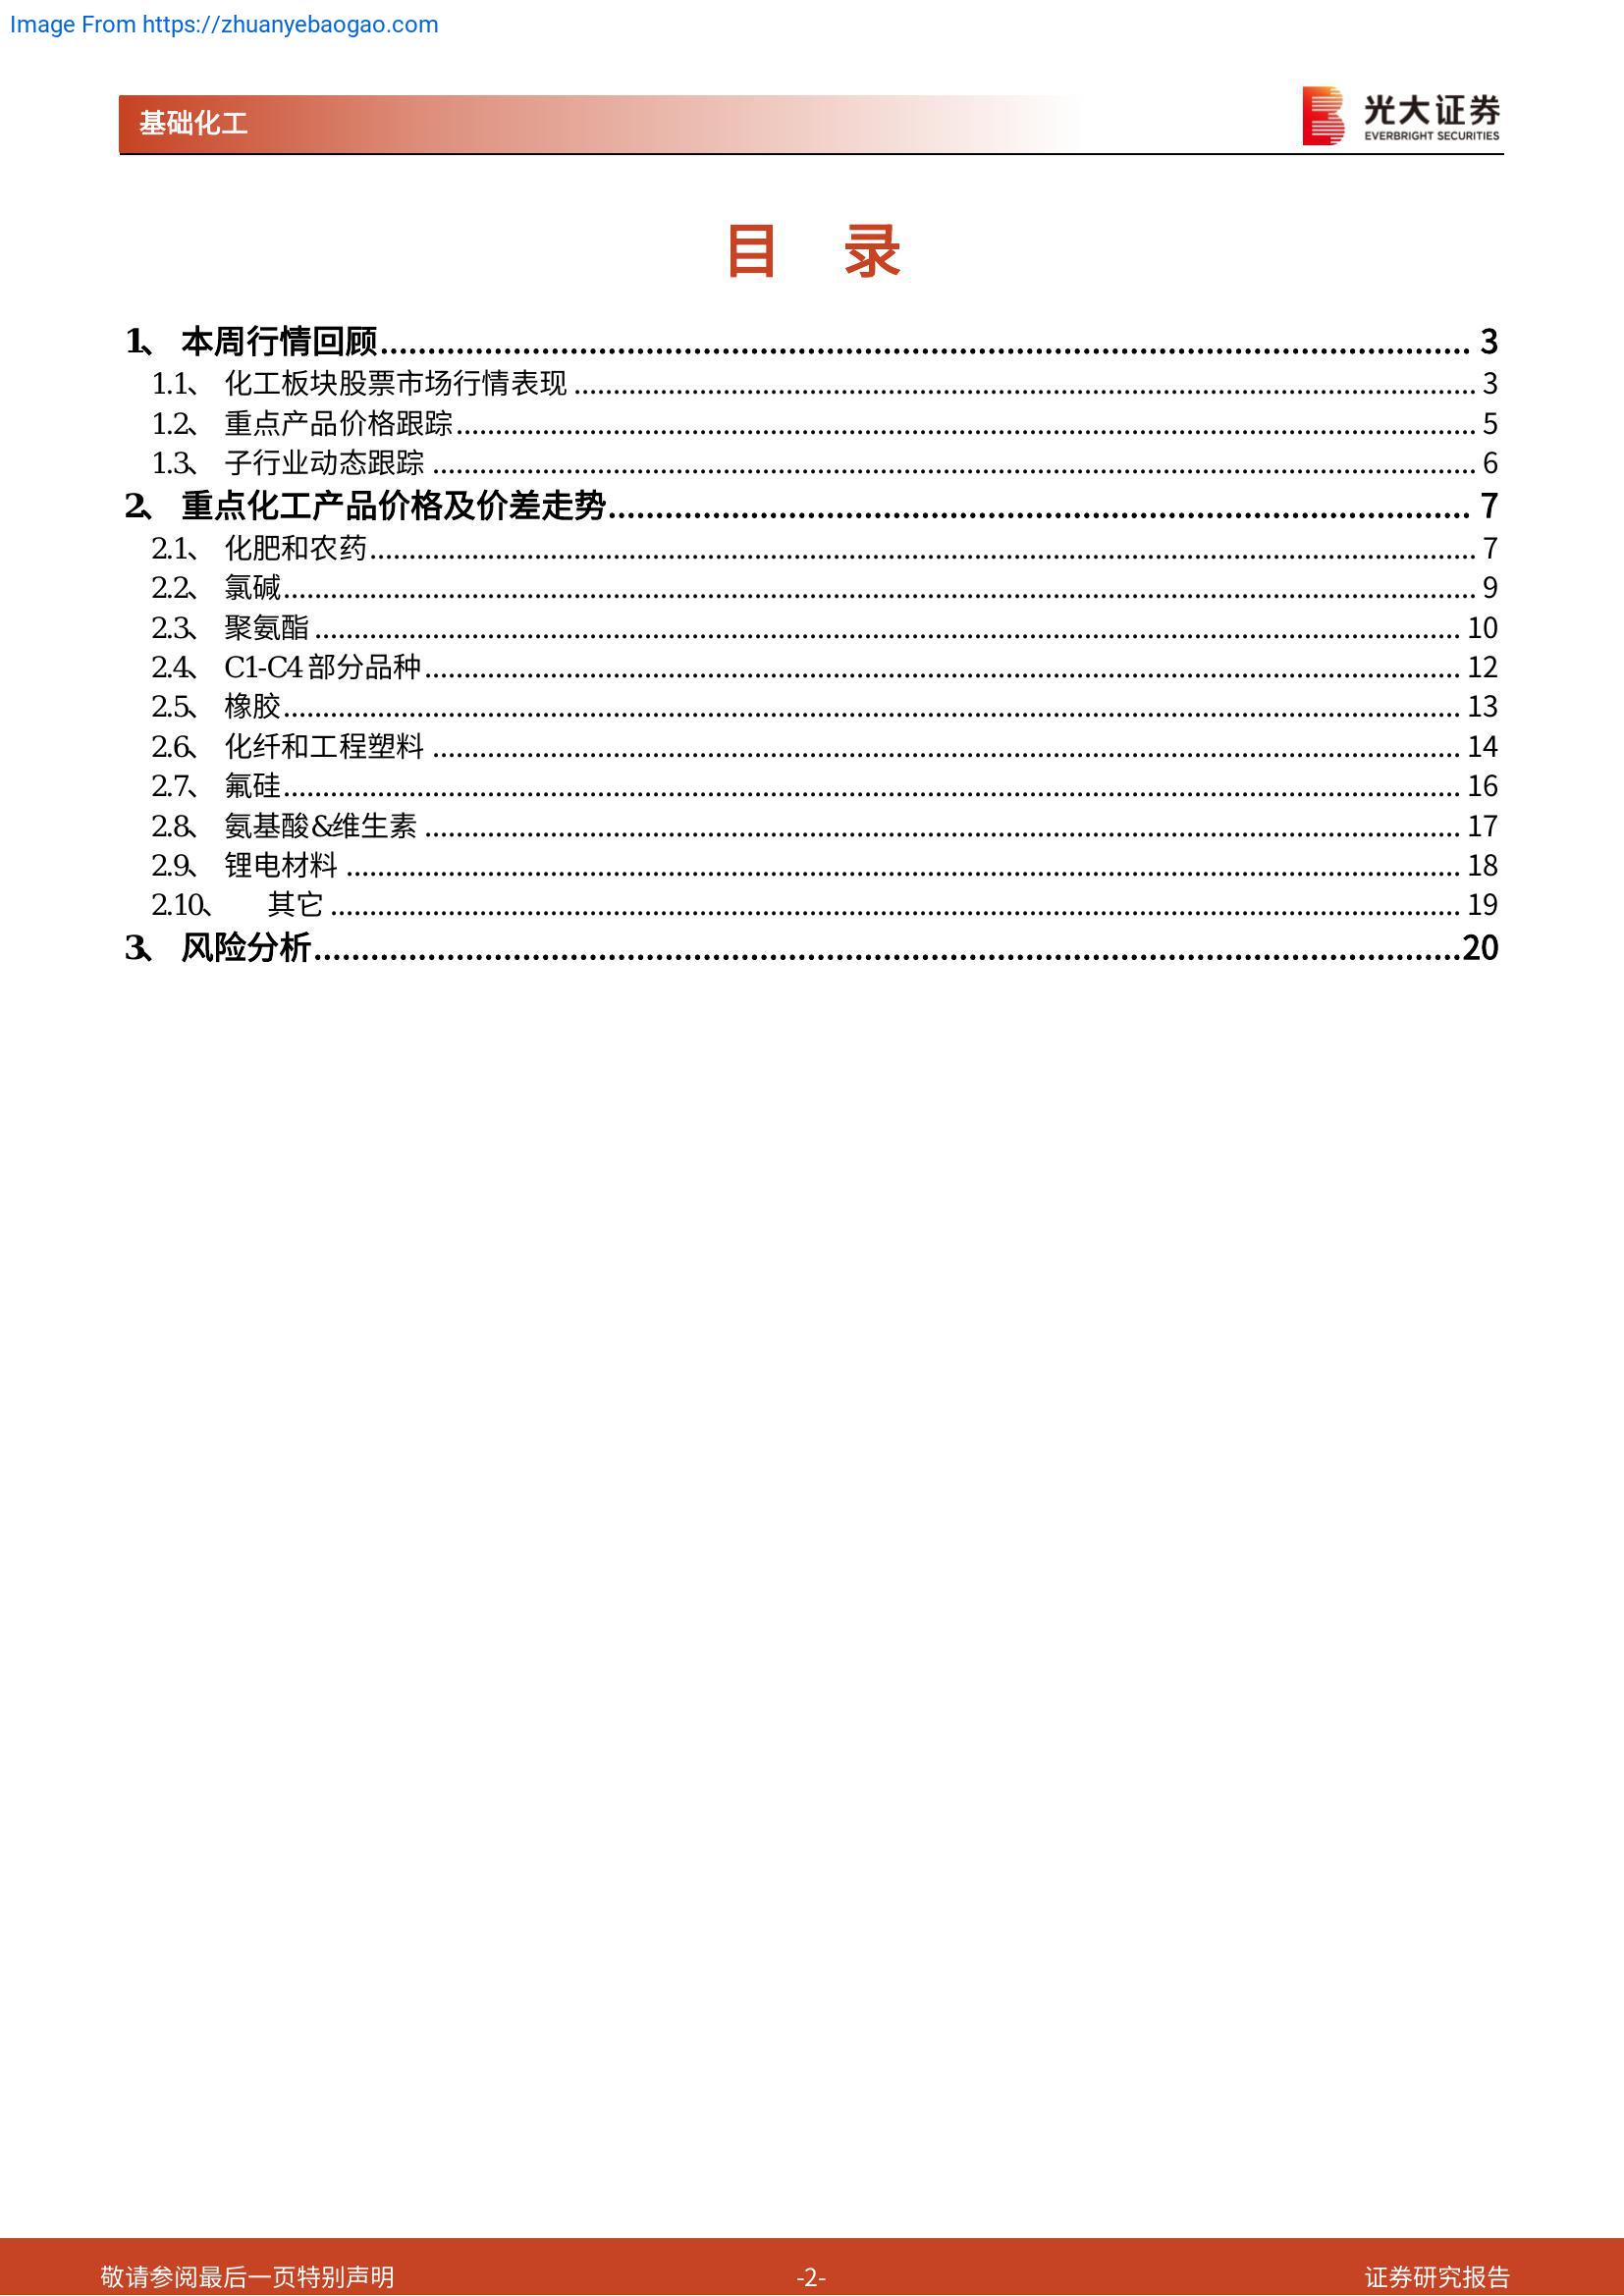 Image From https://zhuanyebaogao.com
基础化工
光大证券
EVERBRIGHT SECURITIES
目 录
1、 本周行情回顾 3
1.1、 化工板块股票市场行情表现 3
1.2、 重点产品价格跟踪 5
1.3、 子行业动态跟踪 6
2、 重点化工产品价格及价差走势 7
2.1、 化肥和农药 7
2.2、 氯碱 9
2.3、 聚氨酯 10
2.4、 C1-C4 部分品种 12
2.5、 橡胶 13
2.6、 化纤和工程塑料 14
2.7、 氟硅 16
2.8、 氨基酸&维生素 17
2.9、 锂电材料 18
2.10、 其它 19
3、 风险分析 20
敬请参阅最后一页特别声明 -2- 证券研究报告